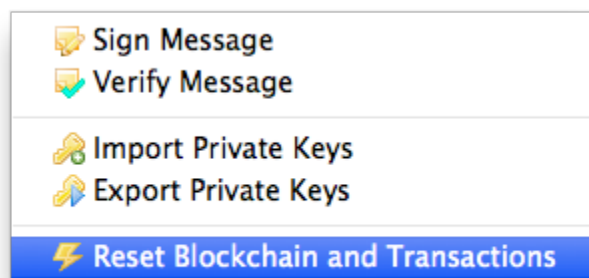 Sign Message
Verify Message
Import Private Keys
Export Private Keys
Reset Blockchain and Transactions